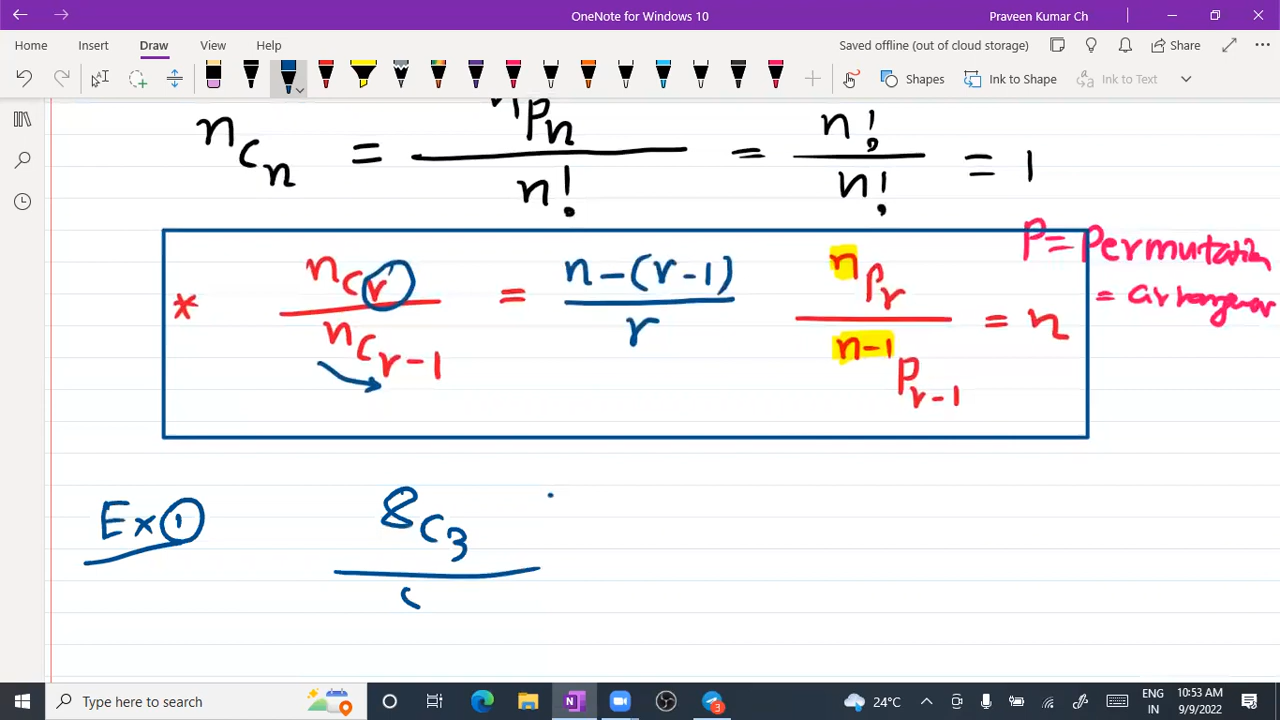 OneNote for Windows 10
Praveen Kumar Ch
Home Insert Draw View Help
Saved offline (out of cloud storage)
Share
Shapes
Ink to Shape
Ink to Text
nCn = nPn / n! = n! / n! = 1
P = Permutation
* nCr / nCr-1 = n-(r-1) / r
nPr / n-1Pr-1 = n
Ex 1
8C3
Type here to search
3
24°C
ENG
IN
10:53 AM
9/9/2022